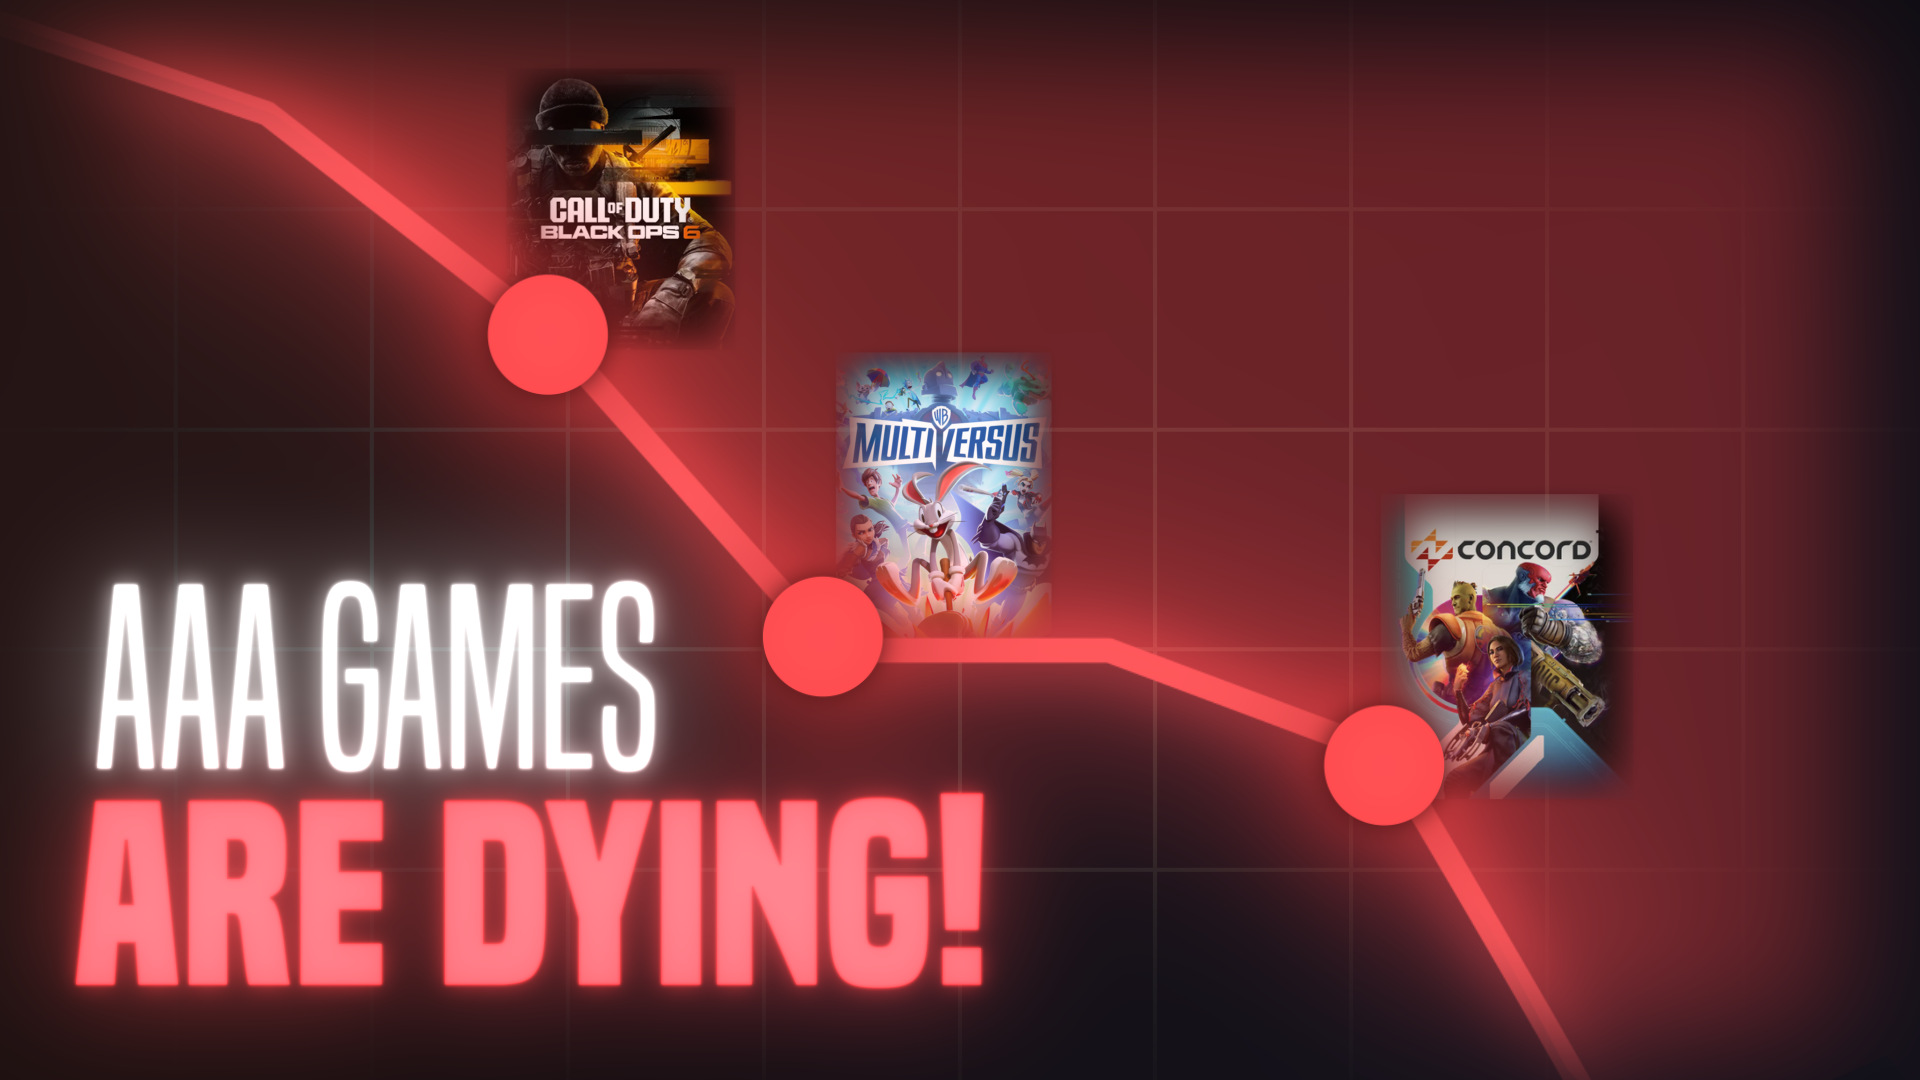 CALL OF DUTY
BLACK OPS 6
WB
MULTIVERSUS
CONCORD
AAA GAMES
ARE DYING!